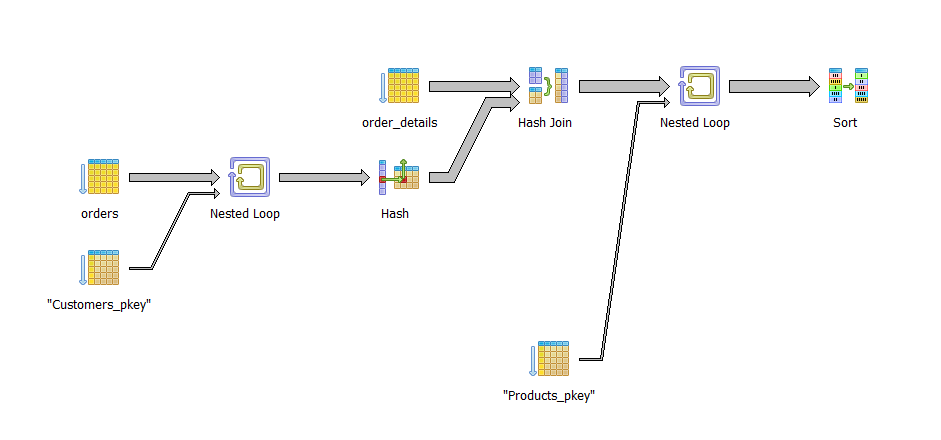 order_details
Hash Join
Nested Loop
Sort
orders
Nested Loop
Hash
"Customers_pkey"
"Products_pkey"